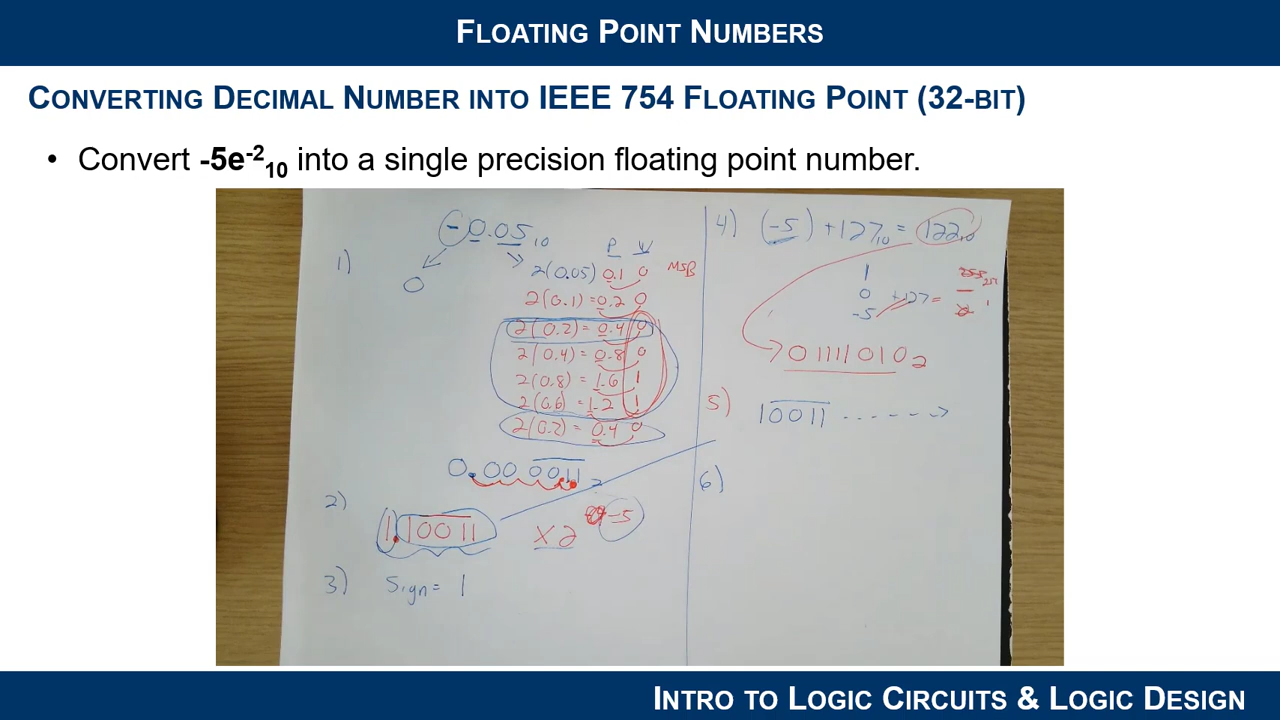 FLOATING POINT NUMBERS
CONVERTING DECIMAL NUMBER INTO IEEE 754 FLOATING POINT (32-BIT)
• Convert -5e⁻²₁₀ into a single precision floating point number.
1)
-0.05₁₀
0
P W
2(0.05) 0.1 0 MSB
2(0.1) = 0.2 0
2(0.2) = 0.4 0
2(0.4) = 0.8 0
2(0.8) = 1.6 1
2(0.6) = 1.2 1
2(0.2) = 0.4 0
0.000011₂
2)
1.10011 x2⁻⁵
3) Sign = 1
4) (-5) + 127₁₀ = 122₁₀
1
0 +127 =
-5
01111010₂
5) 10011 ------>
6)
INTRO TO LOGIC CIRCUITS & LOGIC DESIGN